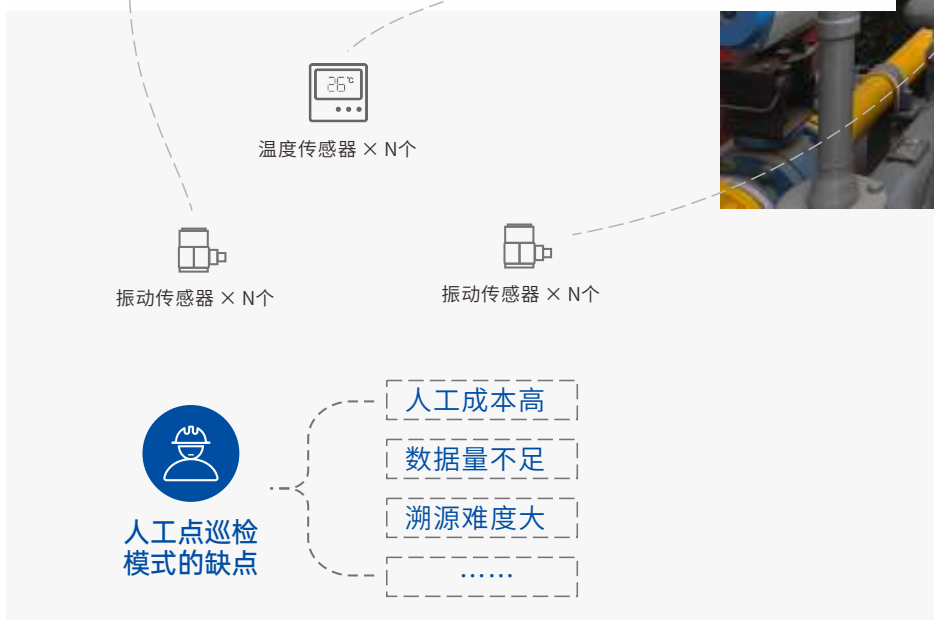 26℃
温度传感器 × N个
振动传感器 × N个
振动传感器 × N个
人工点巡检
模式的缺点
人工成本高
数据量不足
溯源难度大
……